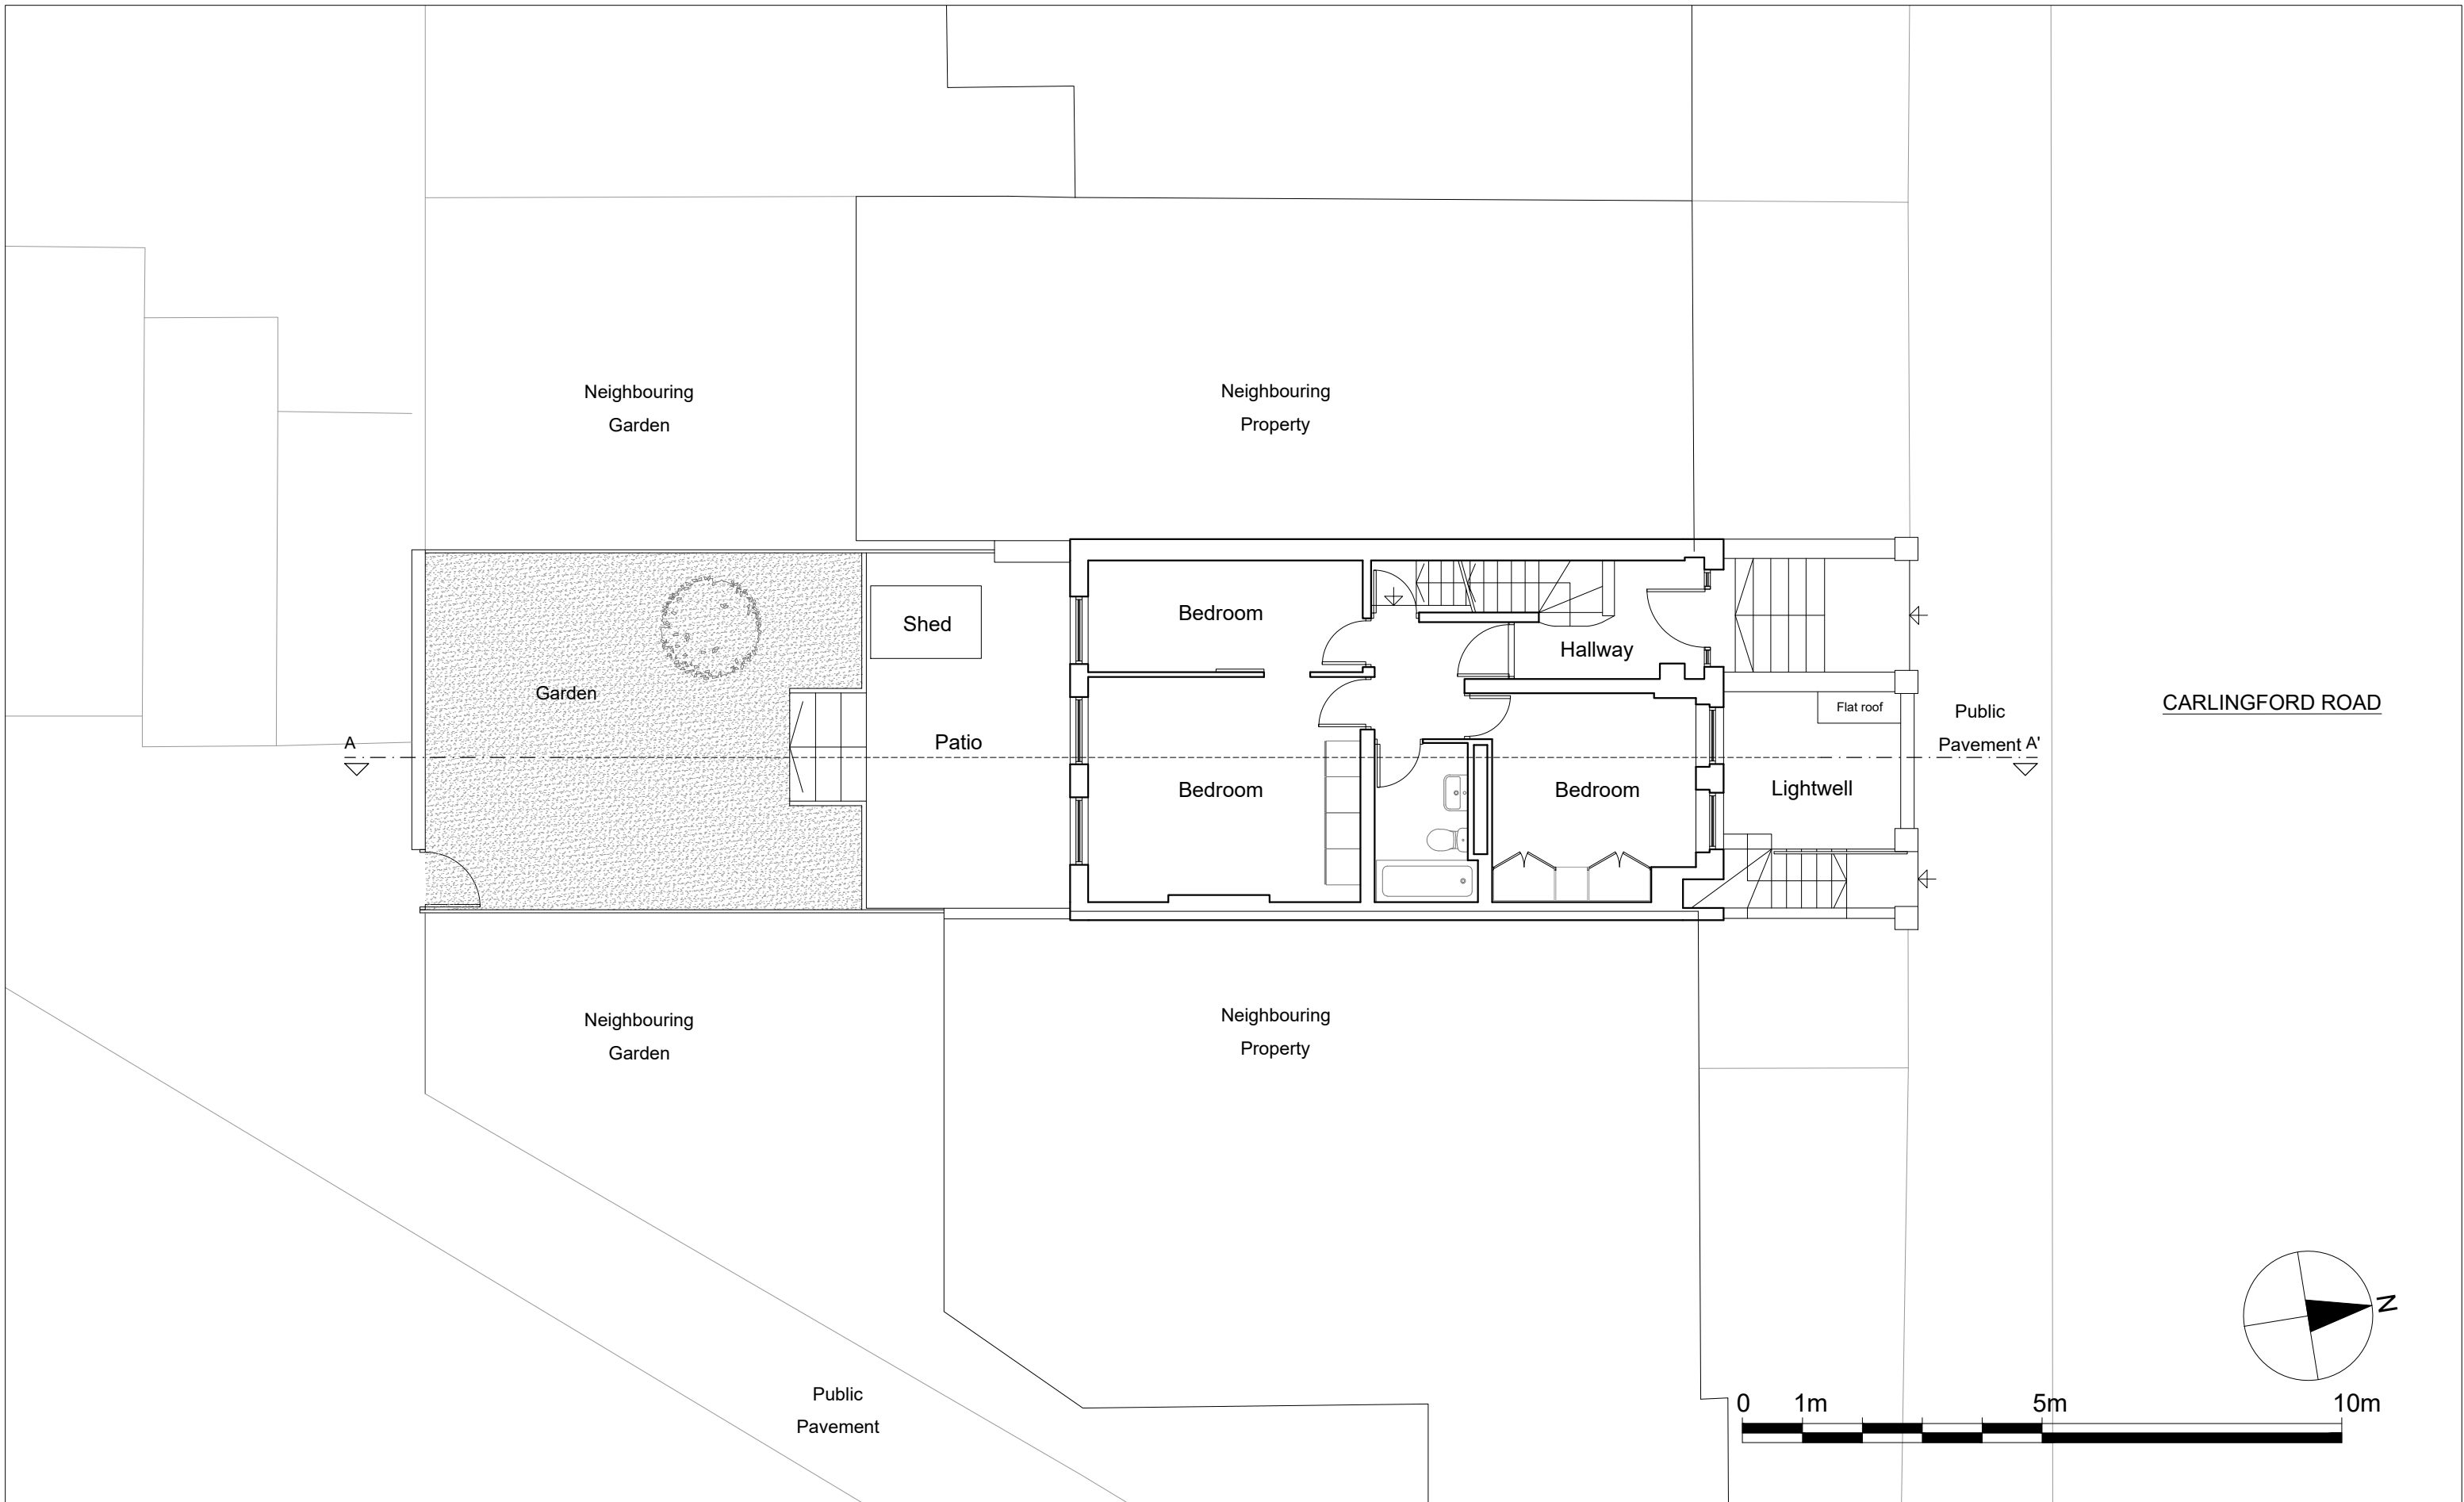 Neighbouring
Garden
Neighbouring
Property
Bedroom
Shed
Hallway
Garden
CARLINGFORD ROAD
Flat roof
Public
Pavement
A
Patio
A'
Bedroom
Bedroom
Lightwell
Neighbouring
Garden
Neighbouring
Property
N
Public
Pavement
0 1m 5m 10m